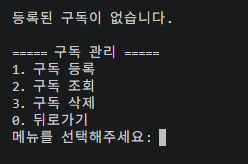 등록된 구독이 없습니다.

===== 구독 관리 =====
1. 구독 등록
2. 구독 조회
3. 구독 삭제
0. 뒤로가기
메뉴를 선택해주세요: